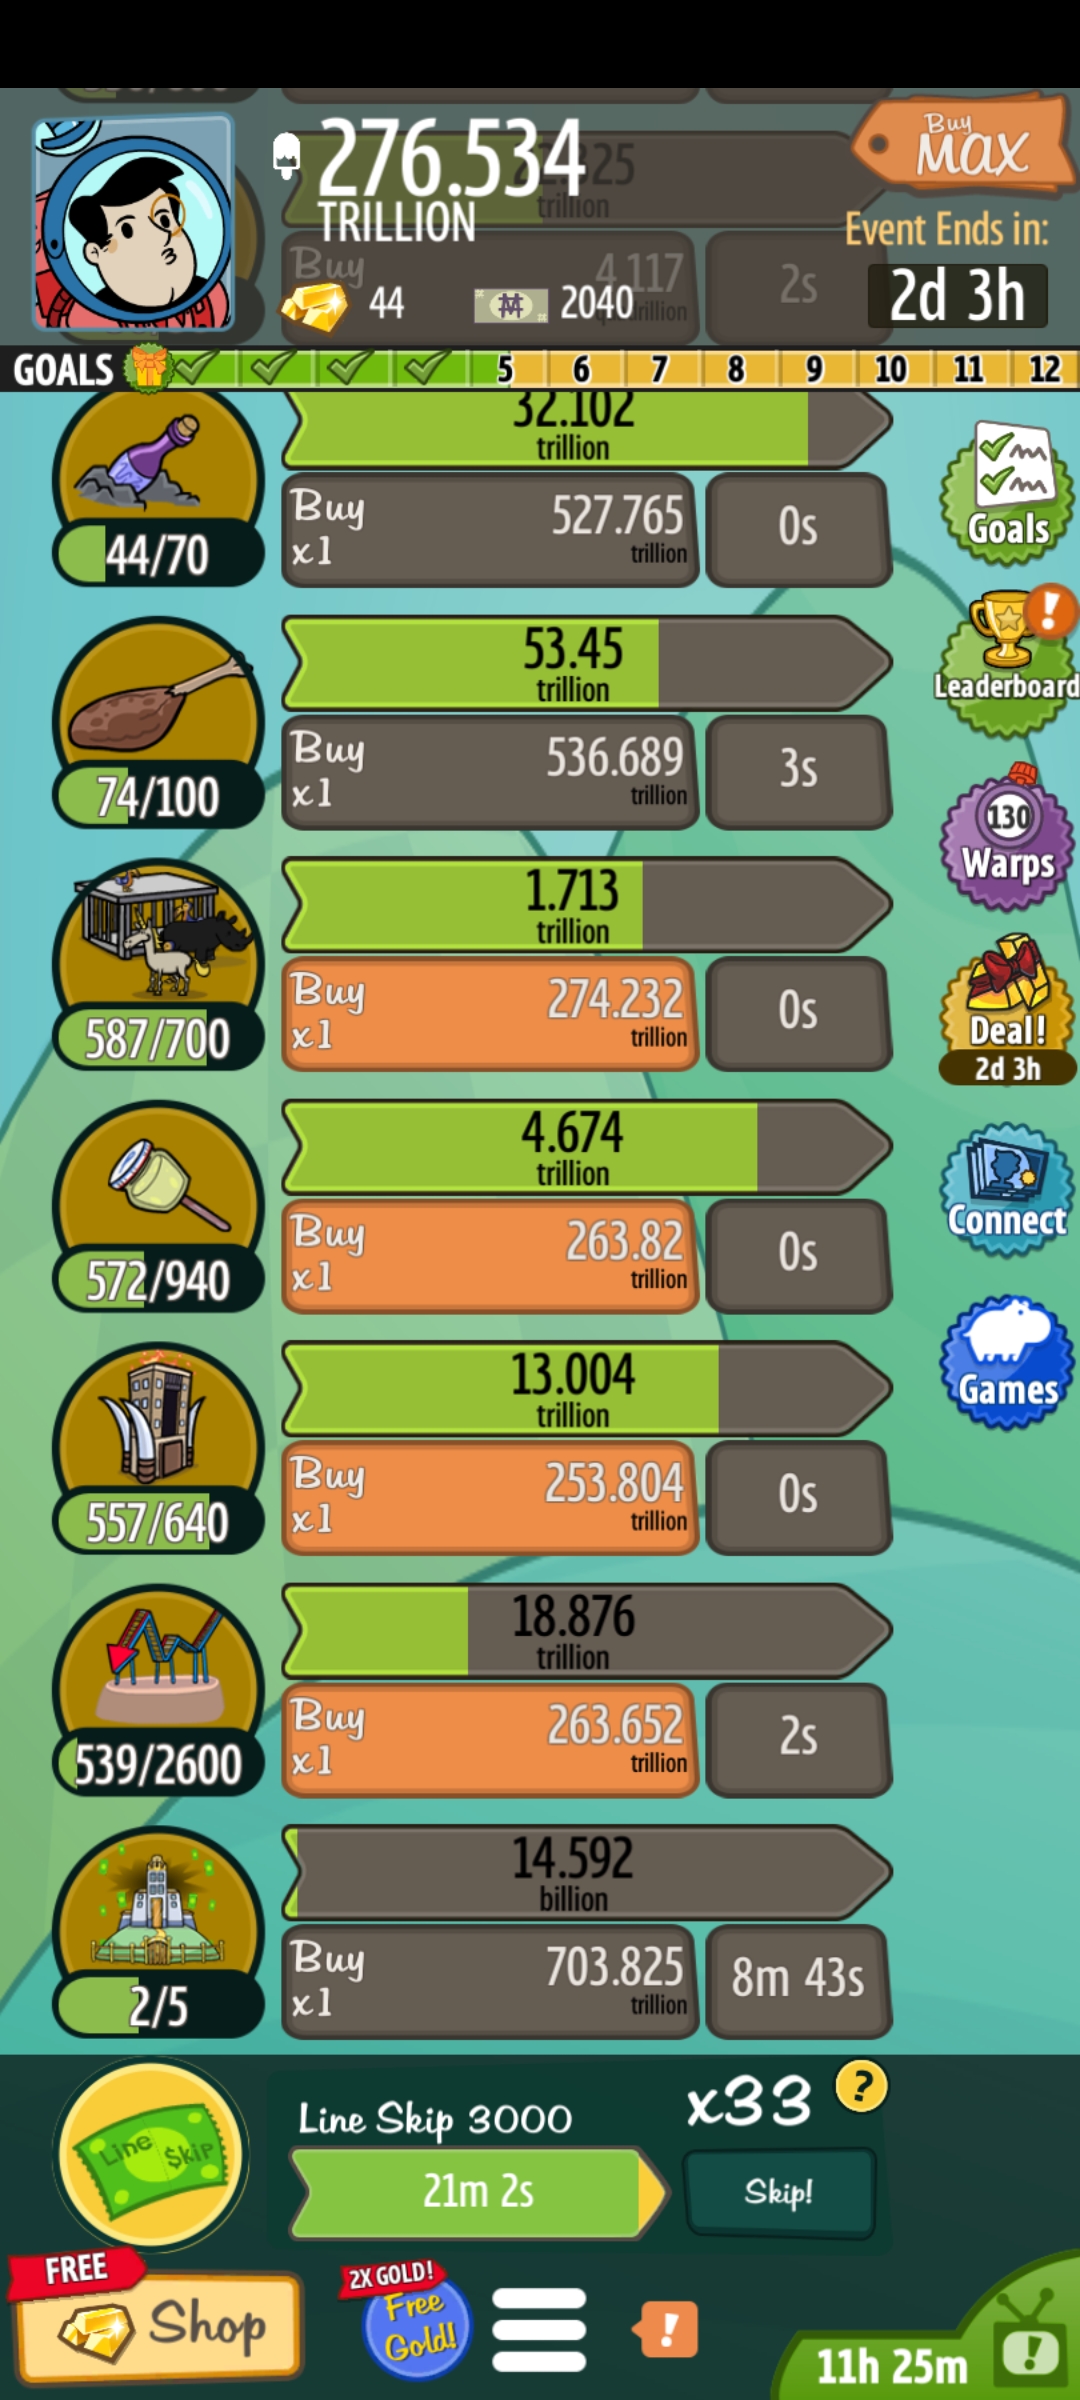 276.534
TRILLION
Buy
MAX
Event Ends in:
2d 3h
44
2040
trillion
Buy
4.117
2s
GOALS
5
6
7
8
9
10
11
12
32.102
trillion
44/70
Buy
x1
527.765
trillion
0s
Goals
53.45
trillion
74/100
Buy
x1
536.689
trillion
3s
!
Leaderboard
130
Warps
1.713
trillion
587/700
Buy
x1
274.232
trillion
0s
Deal!
2d 3h
4.674
trillion
572/940
Buy
x1
263.82
trillion
0s
Connect
13.004
trillion
557/640
Buy
x1
253.804
trillion
0s
Games
18.876
trillion
539/2600
Buy
x1
263.652
trillion
2s
14.592
billion
2/5
Buy
x1
703.825
trillion
8m 43s
Line $kip
Line Skip 3000
21m 2s
x33
?
Skip!
FREE
Shop
2X GOLD!
Free
Gold!
!
11h 25m
!